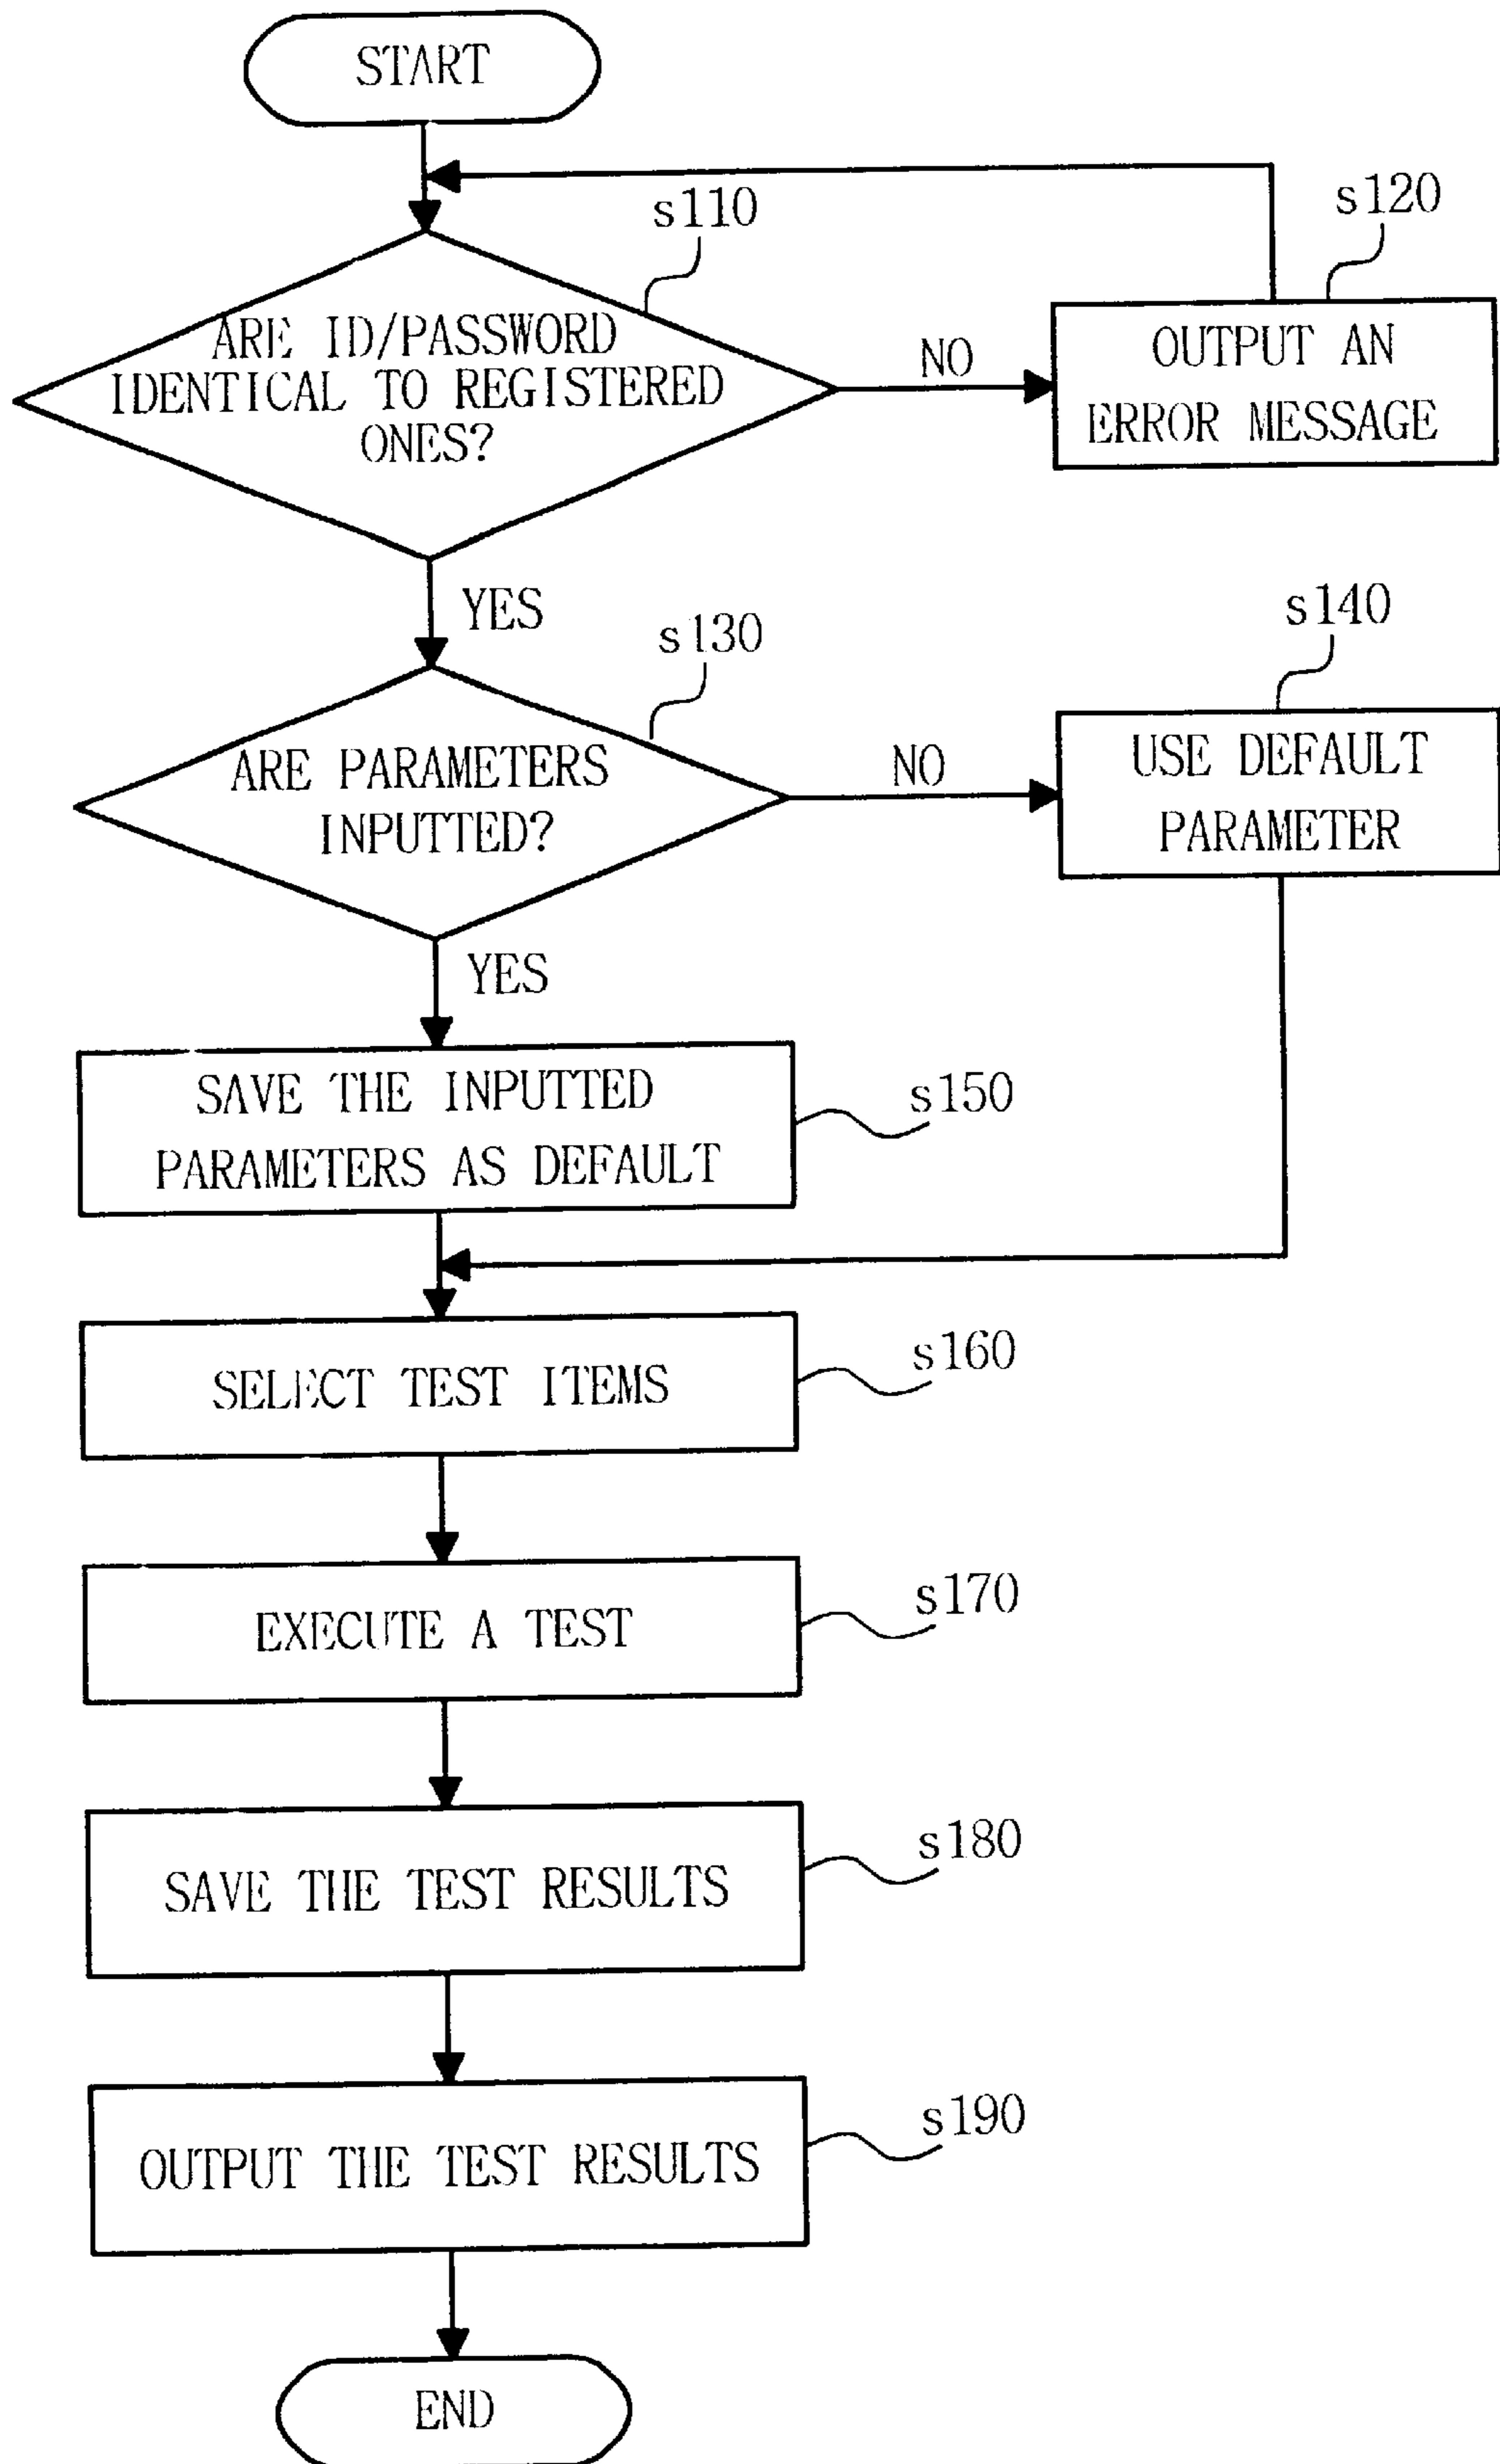 START
s110
s120
ARE ID/PASSWORD
IDENTICAL TO REGISTERED
ONES?
NO
OUTPUT AN
ERROR MESSAGE
YES
s130
s140
ARE PARAMETERS
INPUTTED?
NO
USE DEFAULT
PARAMETER
YES
SAVE THE INPUTTED
PARAMETERS AS DEFAULT
s150
SELECT TEST ITEMS
s160
EXECUTE A TEST
s170
SAVE THE TEST RESULTS
s180
OUTPUT THE TEST RESULTS
s190
END